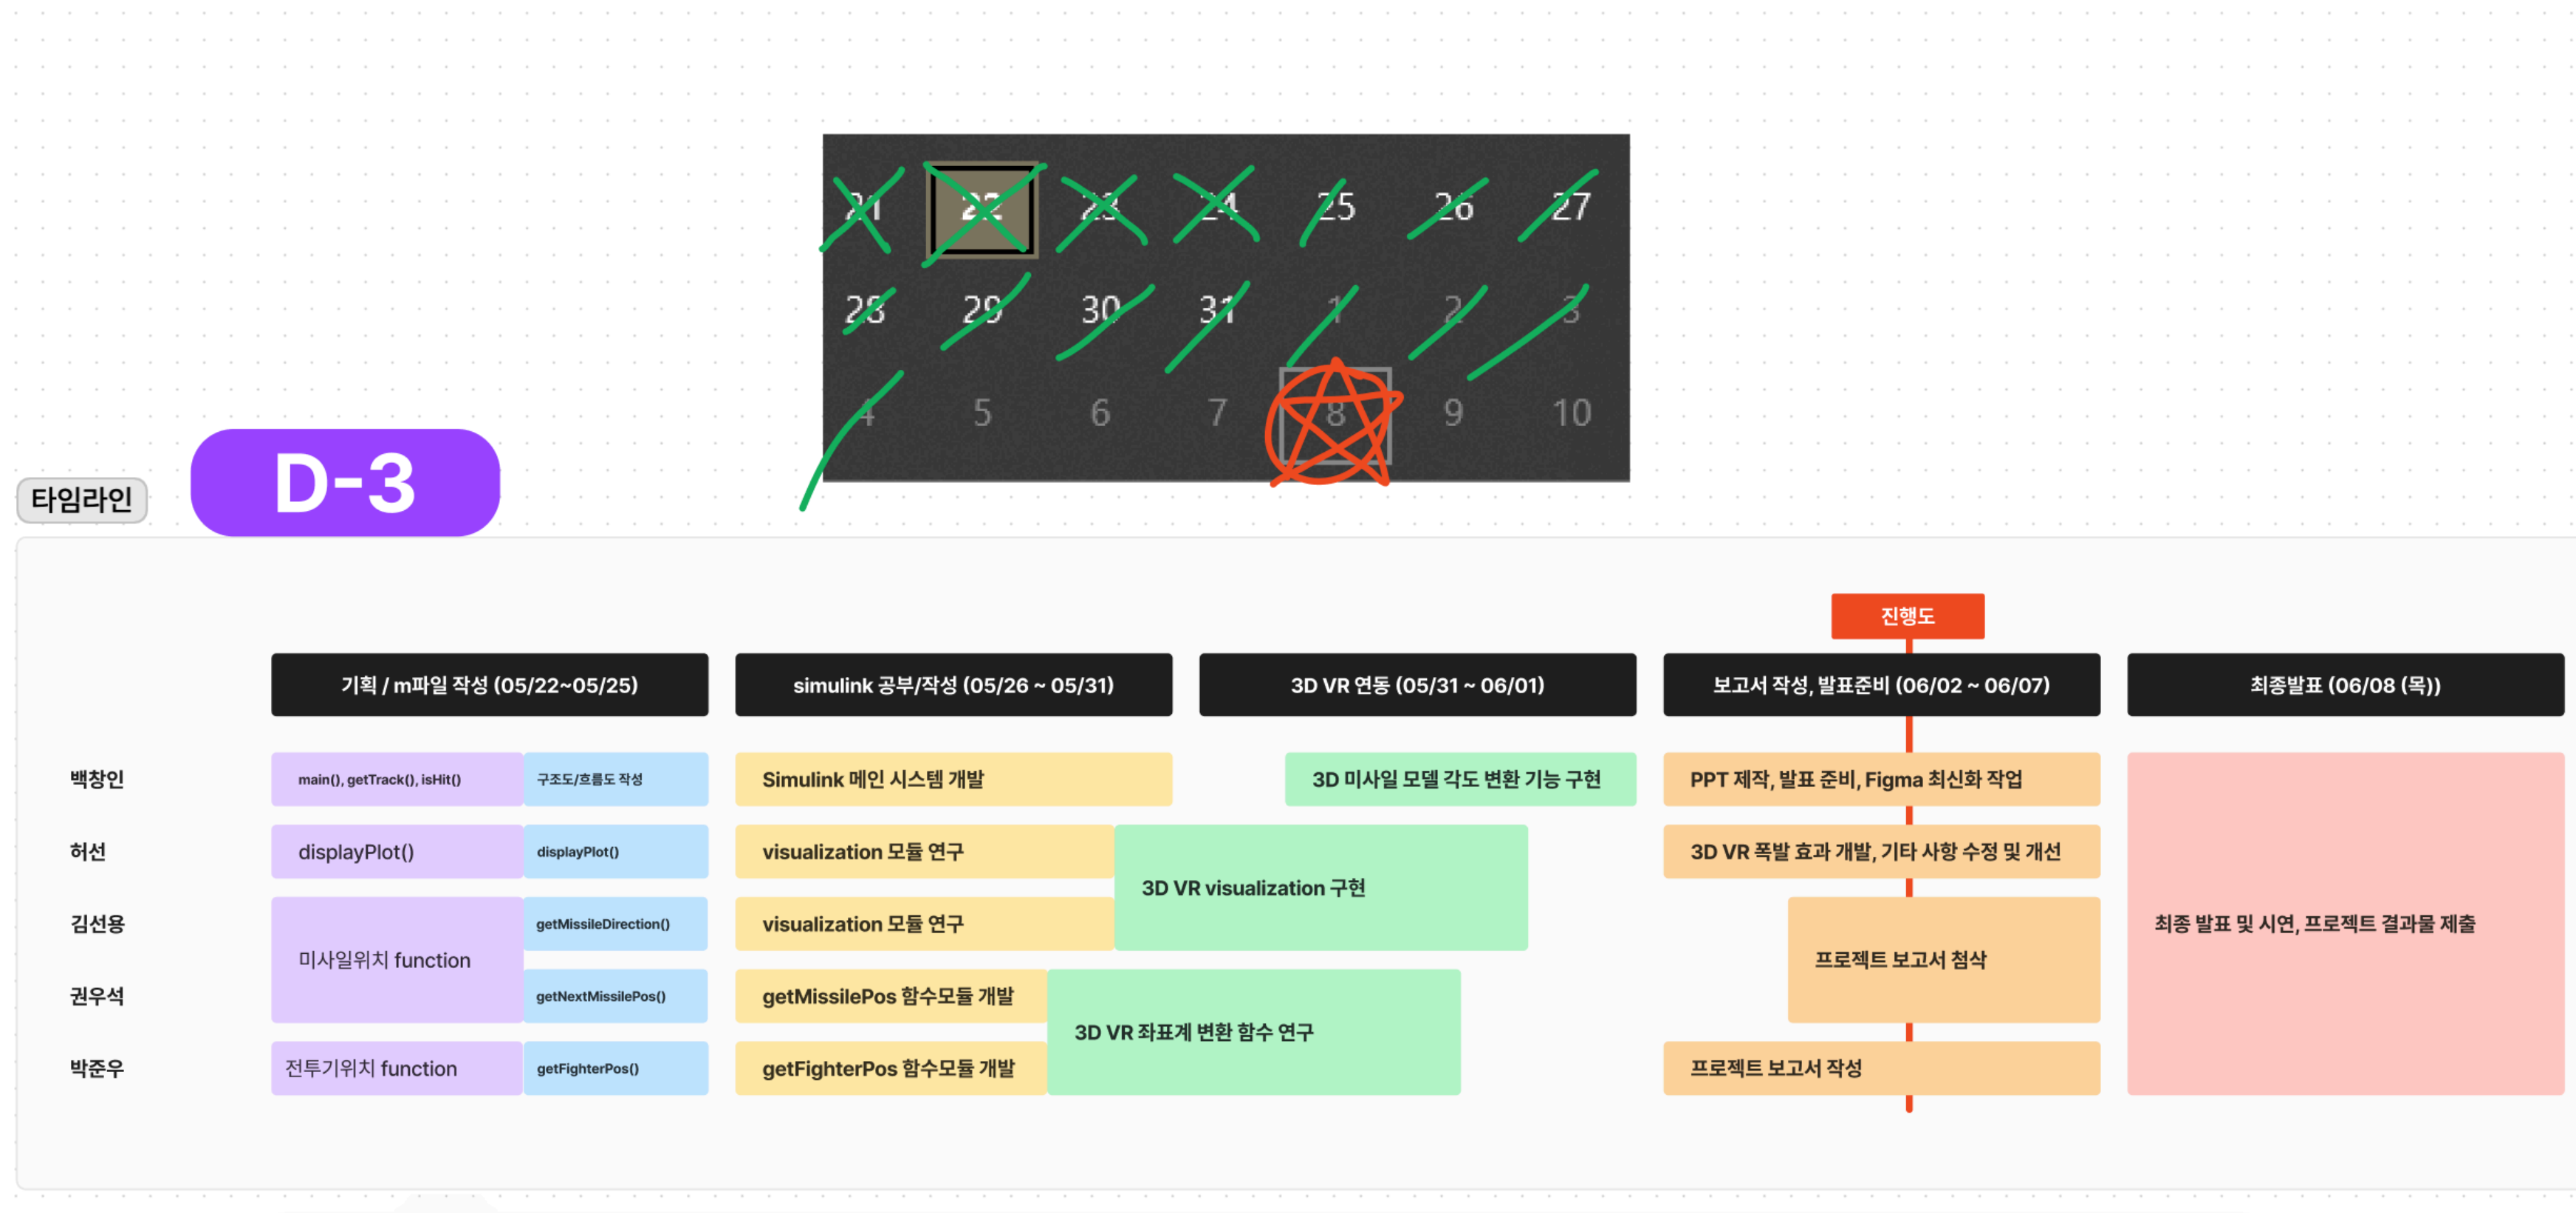 21 22 23 24 25 26 27
28 29 30 31 1 2 3
4 5 6 7 8 9 10
타임라인
D-3
진행도
기획 / m파일 작성 (05/22~05/25)
simulink 공부/작성 (05/26 ~ 05/31)
3D VR 연동 (05/31 ~ 06/01)
보고서 작성, 발표준비 (06/02 ~ 06/07)
최종발표 (06/08 (목))
백창인
main(), getTrack(), isHit()
구조도/흐름도 작성
Simulink 메인 시스템 개발
3D 미사일 모델 각도 변환 기능 구현
PPT 제작, 발표 준비, Figma 최신화 작업
허선
displayPlot()
displayPlot()
visualization 모듈 연구
3D VR visualization 구현
3D VR 폭발 효과 개발, 기타 사항 수정 및 개선
김선용
미사일위치 function
getMissileDirection()
visualization 모듈 연구
프로젝트 보고서 첨삭
최종 발표 및 시연, 프로젝트 결과물 제출
권우석
getNextMissilePos()
getMissilePos 함수모듈 개발
3D VR 좌표계 변환 함수 연구
박준우
전투기위치 function
getFighterPos()
getFighterPos 함수모듈 개발
프로젝트 보고서 작성